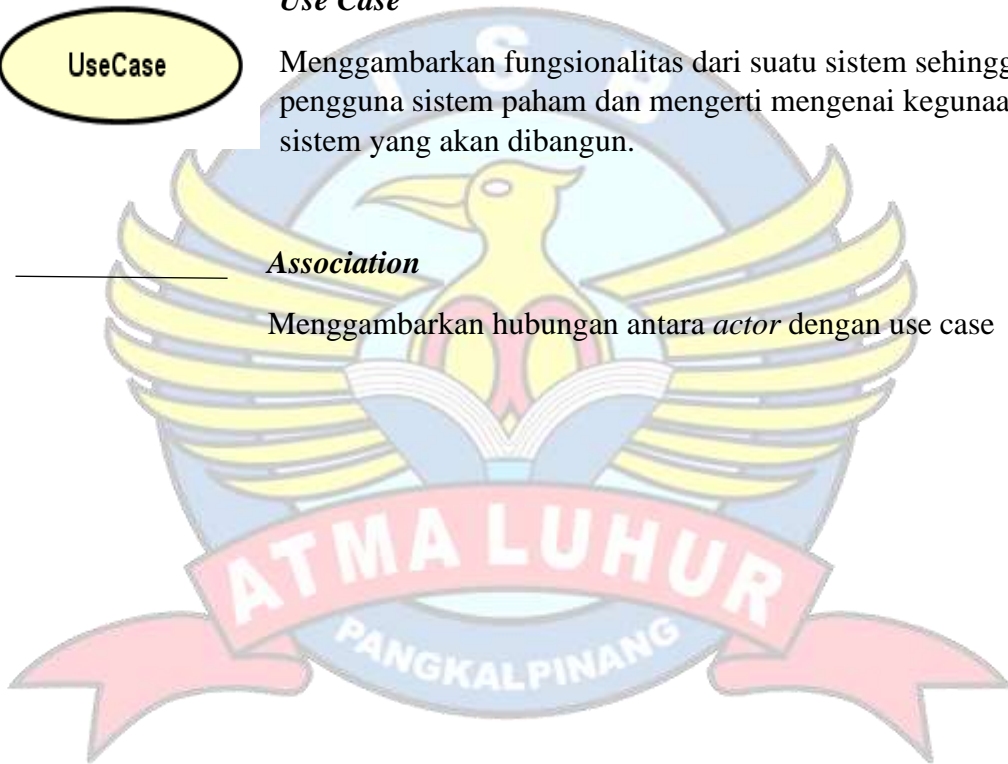 Use Case
UseCase
Menggambarkan fungsionalitas dari suatu sistem sehingg
pengguna sistem paham dan mengerti mengenai kegunaa
sistem yang akan dibangun.
Association
Menggambarkan hubungan antara actor dengan use case
I S B
ATMA LUHUR
PANGKALPINANG